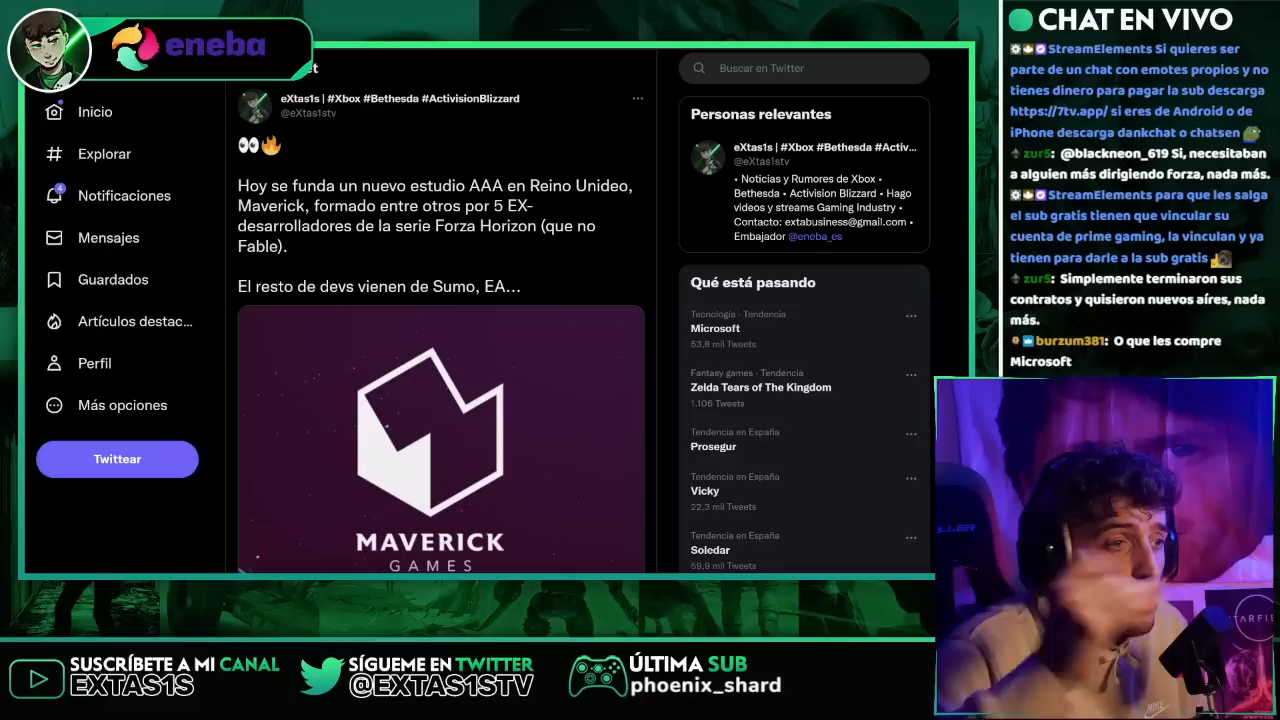 eneba
et
Inicio
Explorar
4
Notificaciones
Mensajes
Guardados
Artículos destac...
Perfil
Más opciones
Twittear
eXtas1s | #Xbox #Bethesda #ActivisionBlizzard
@eXtas1stv
Hoy se funda un nuevo estudio AAA en Reino Unideo,
Maverick, formado entre otros por 5 EX-
desarrolladores de la serie Forza Horizon (que no
Fable).
El resto de devs vienen de Sumo, EA...
MAVERICK
GAMES
Buscar en Twitter
Personas relevantes
eXtas1s | #Xbox #Bethesda #Activ...
@eXtas1stv
• Noticias y Rumores de Xbox •
Bethesda • Activision Blizzard • Hago
videos y streams Gaming Industry •
Contacto: extabusiness@gmail.com •
Embajador @eneba_es
Qué está pasando
Tecnología · Tendencia
Microsoft
53,8 mil Tweets
Fantasy games · Tendencia
Zelda Tears of The Kingdom
1.106 Tweets
Tendencia en España
Prosegur
Tendencia en España
Vicky
22,3 mil Tweets
Tendencia en España
Soledar
59,9 mil Tweets
CHAT EN VIVO
StreamElements Si quieres ser
parte de un chat con emotes propios y no
tienes dinero para pagar la sub descarga
https://7tv.app/ si eres de Android o de
iPhone descarga dankchat o chatsen
zur5: @blackneon_619 Si, necesitaban
a alguien más dirigiendo forza, nada más.
StreamElements para que les salga
el sub gratis tienen que vincular su
cuenta de prime gaming, la vinculan y ya
tienen para darle a la sub gratis
zur5: Simplemente terminaron sus
contratos y quisieron nuevos aíres, nada
más.
burzum381: O que les compre
Microsoft
SUSCRÍBETE A MI CANAL
EXTAS1S
SÍGUEME EN TWITTER
@EXTAS1STV
ÚLTIMA SUB
phoenix_shard